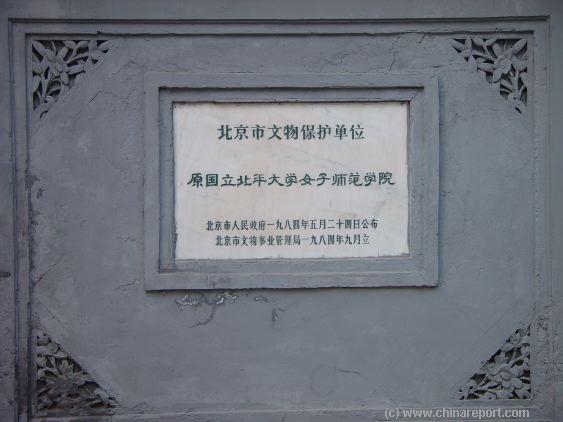 北京市文物保护单位
原国立北平大学女子师范学院
北京市人民政府一九八四年五月二十四日公布
北京市文物事业管理局一九八四年九月立
(c) www.chinareport.com